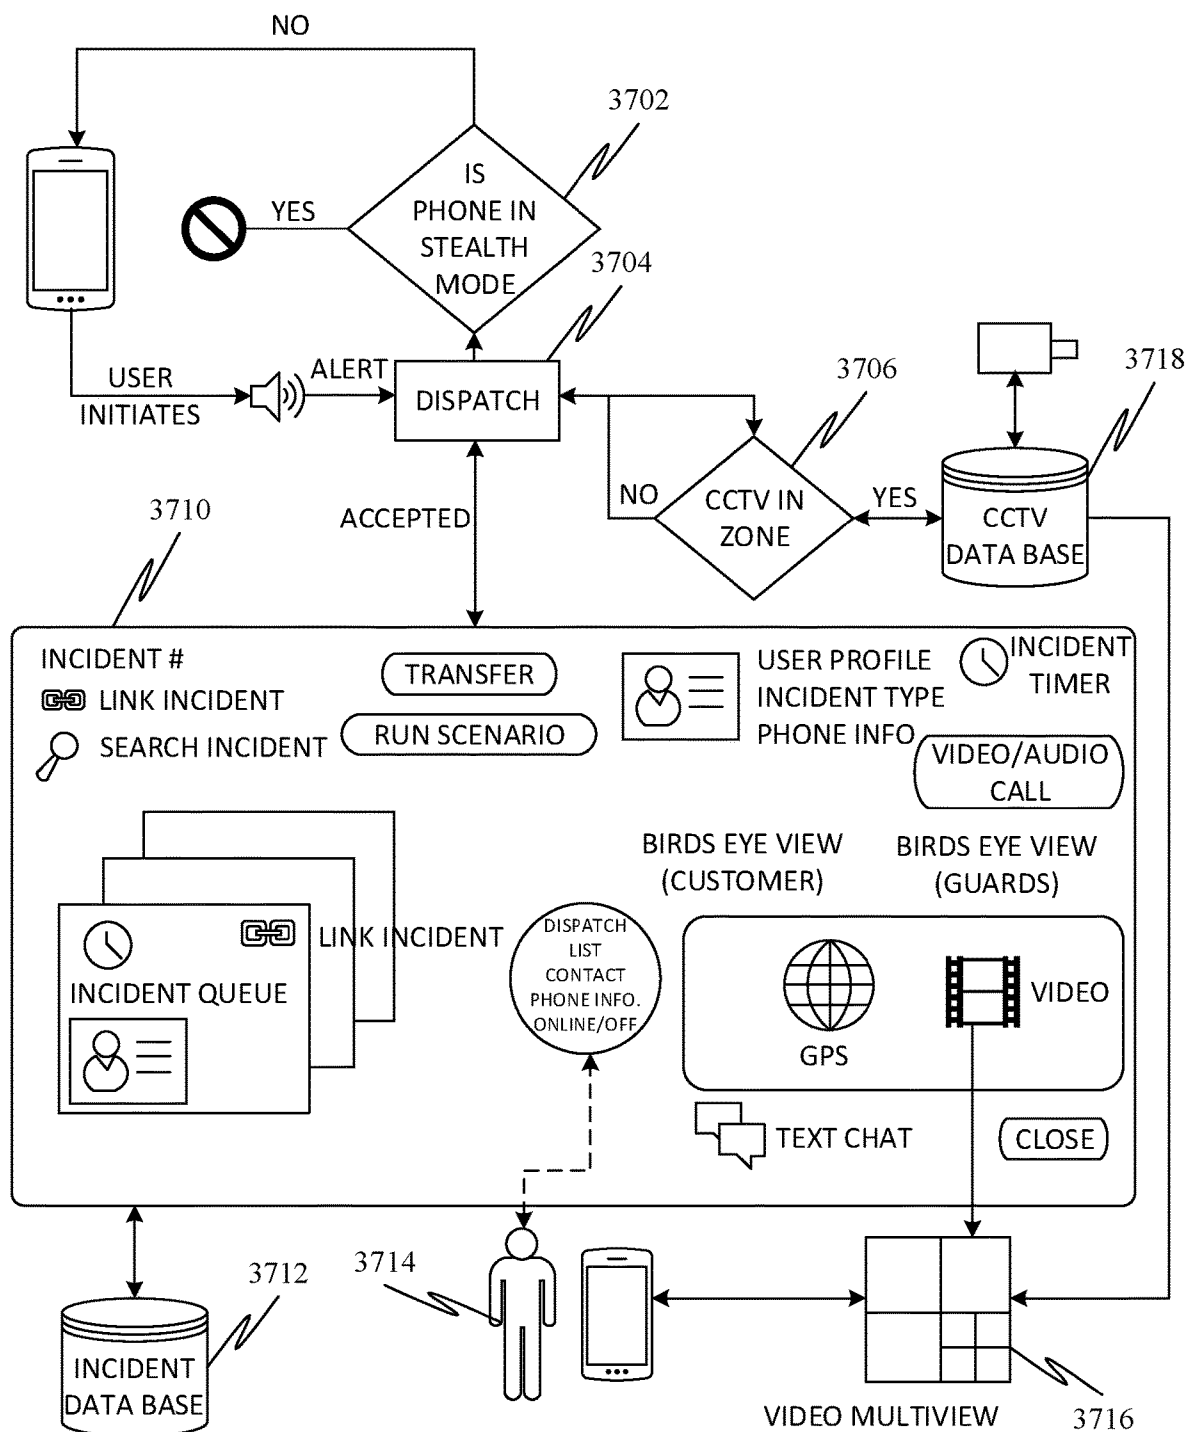 NO
3702
IS
PHONE IN
STEALTH
MODE
YES
3704
USER
INITIATES
ALERT
DISPATCH
3706
3718
NO
CCTV IN
ZONE
YES
CCTV
DATA BASE
3710
ACCEPTED
INCIDENT #
LINK INCIDENT
SEARCH INCIDENT
TRANSFER
RUN SCENARIO
USER PROFILE
INCIDENT TYPE
PHONE INFO
INCIDENT
TIMER
VIDEO/AUDIO
CALL
BIRDS EYE VIEW
(CUSTOMER)
BIRDS EYE VIEW
(GUARDS)
LINK INCIDENT
INCIDENT QUEUE
DISPATCH
LIST
CONTACT
PHONE INFO.
ONLINE/OFF
GPS
VIDEO
TEXT CHAT
CLOSE
3712
INCIDENT
DATA BASE
3714
VIDEO MULTIVIEW
3716